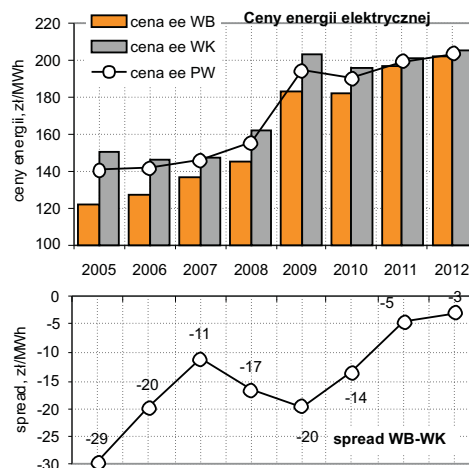 Ceny energii elektrycznej
cena ee WB
cena ee WK
cena ee PW
ceny energii, zł/MWh
220
200
180
160
140
120
100
2005 2006 2007 2008 2009 2010 2011 2012
spread, zł/MWh
0
-5
-10
-15
-20
-25
-30
-29
-20
-11
-17
-20
-14
-5
-3
spread WB-WK